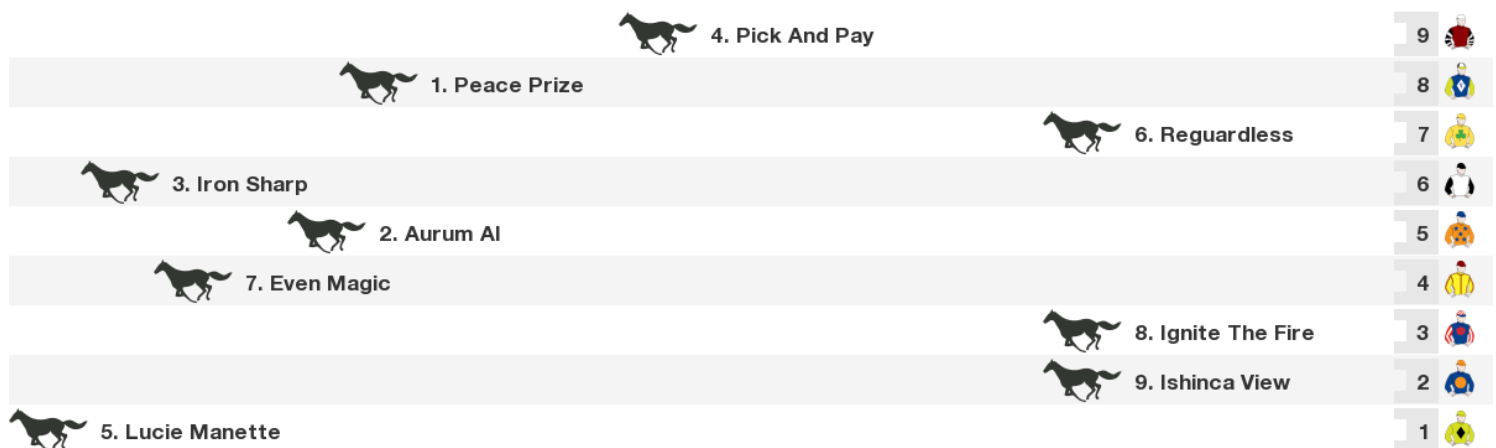 4. Pick And Pay 9
1. Peace Prize 8
6. Reguardless 7
3. Iron Sharp 6
2. Aurum Al 5
7. Even Magic 4
8. Ignite The Fire 3
9. Ishinca View 2
5. Lucie Manette 1